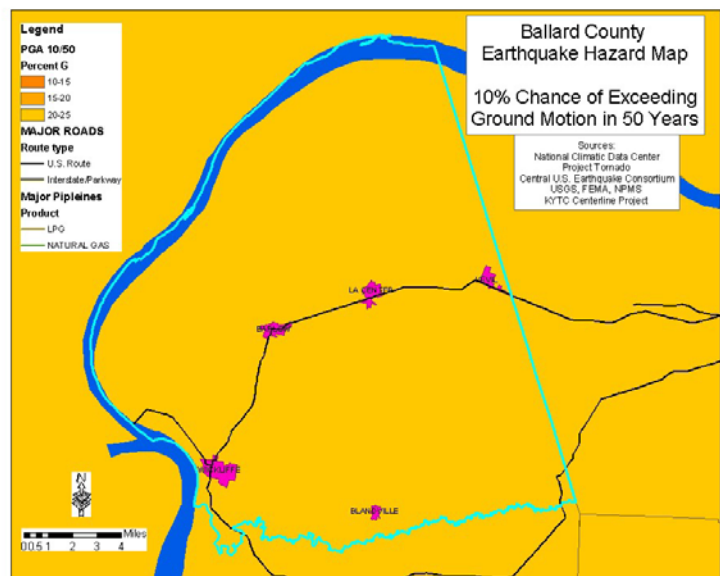 Legend
PGA 10/50
Percent G
10-15
15-20
20-25
MAJOR ROADS
Route type
U.S. Route
Interstate/Parkway
Major Pipleines
Product
LPG
NATURAL GAS
Ballard County
Earthquake Hazard Map
10% Chance of Exceeding
Ground Motion in 50 Years
Sources:
National Climatic Data Center
Project Tornado
Central U.S. Earthquake Consortium
USGS, FEMA, NPMS
KYTC Centerline Project
LA CENTER
BLANDVILLE
N
Miles
00.5 1 2 3 4